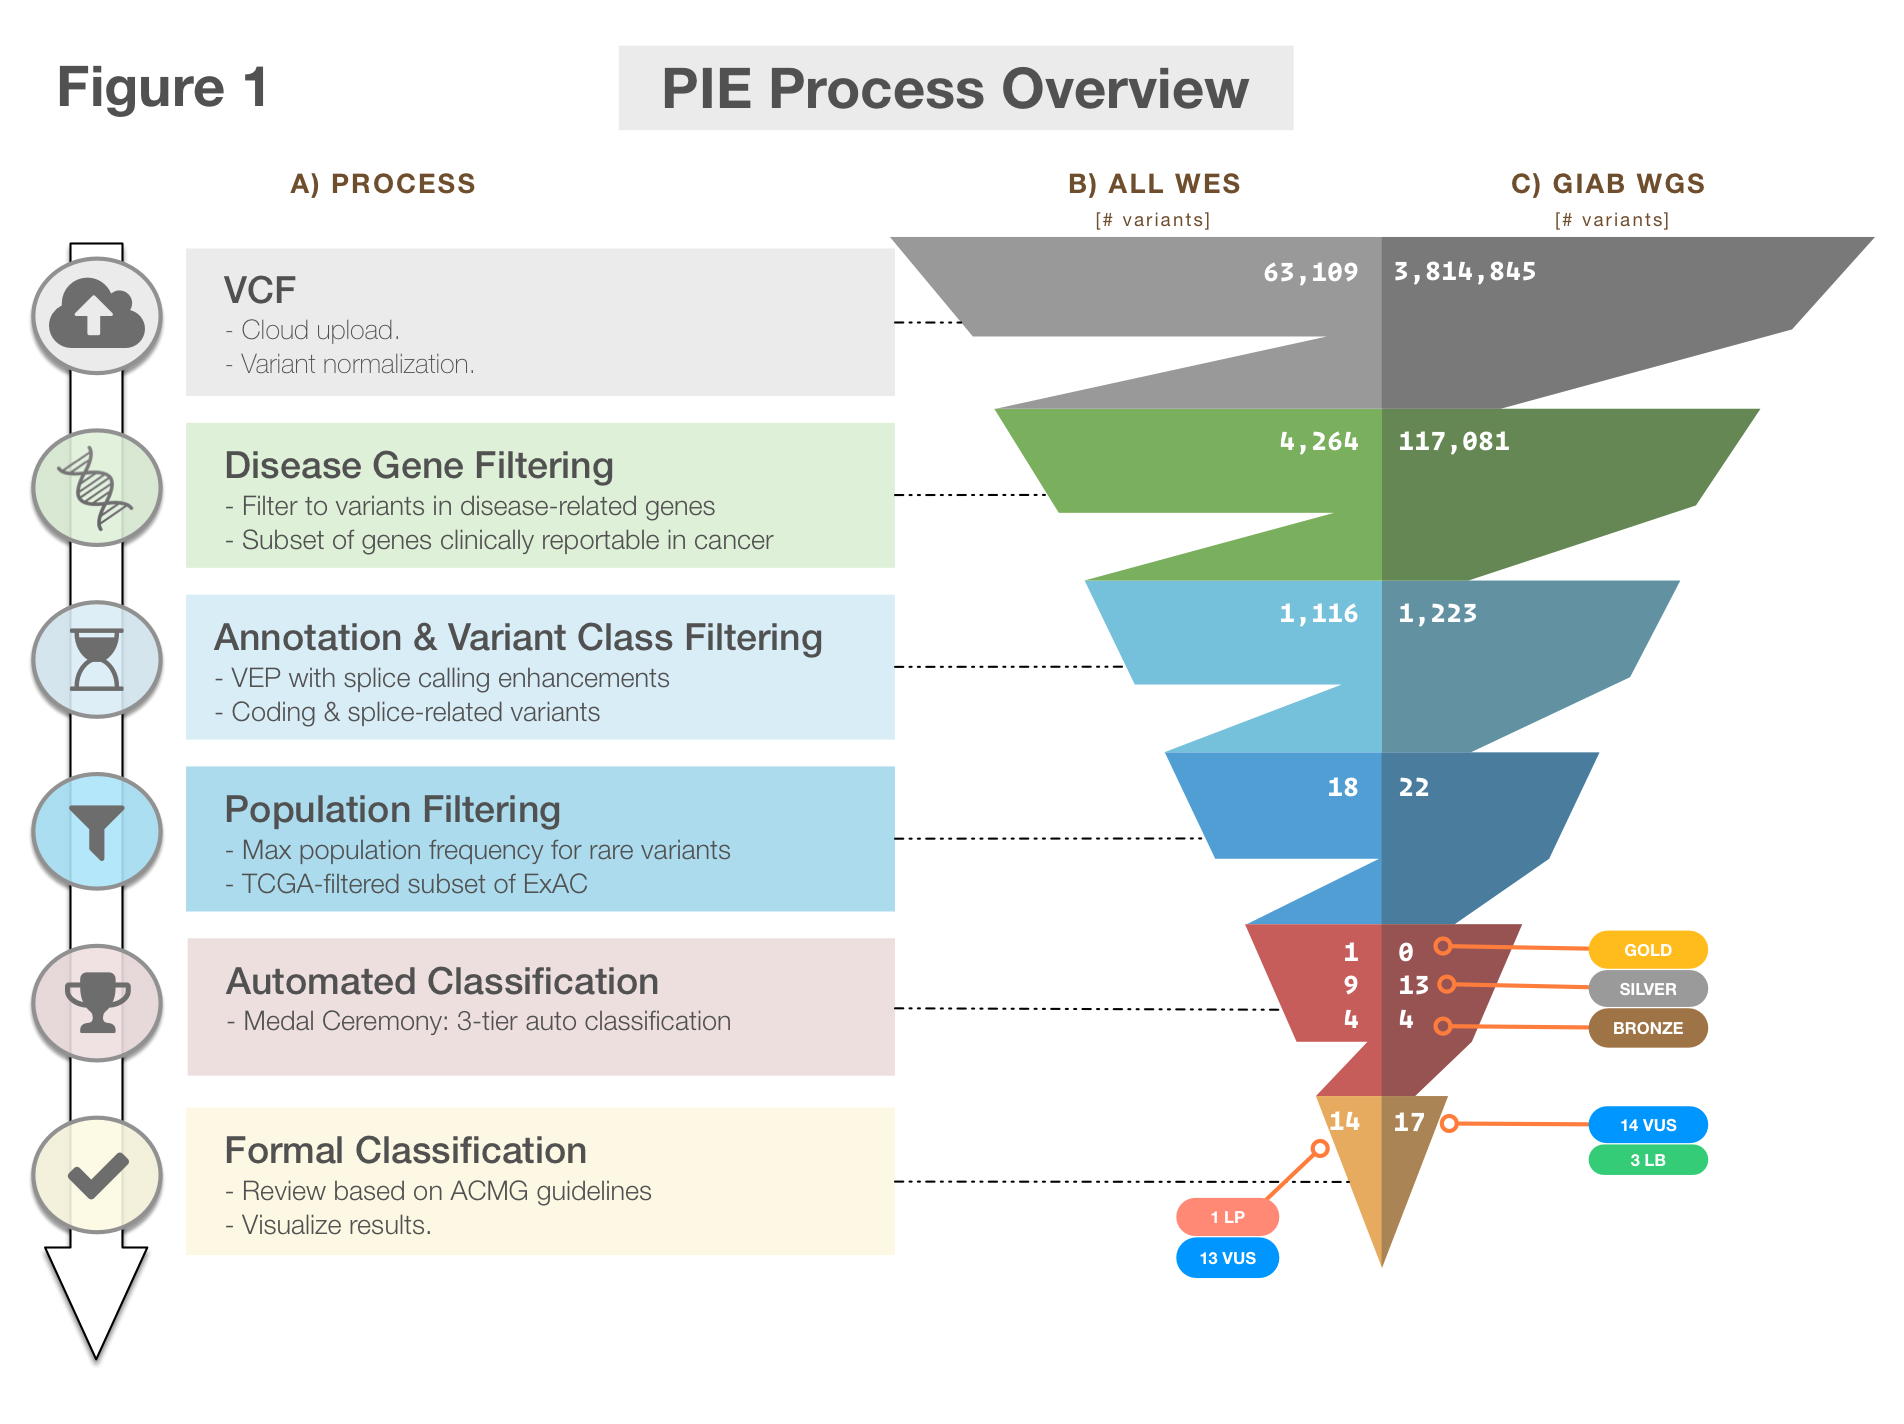 Figure 1
PIE Process Overview
A) PROCESS
B) ALL WES
[# variants]
C) GIAB WGS
[# variants]
VCF
- Cloud upload.
- Variant normalization.
63,109
3,814,845
Disease Gene Filtering
- Filter to variants in disease-related genes
- Subset of genes clinically reportable in cancer
4,264
117,081
Annotation & Variant Class Filtering
- VEP with splice calling enhancements
- Coding & splice-related variants
1,116
1,223
Population Filtering
- Max population frequency for rare variants
- TCGA-filtered subset of ExAC
18
22
Automated Classification
- Medal Ceremony: 3-tier auto classification
1 0 GOLD
9 13 SILVER
4 4 BRONZE
Formal Classification
- Review based on ACMG guidelines
- Visualize results.
14
17
14 VUS
3 LB
1 LP
13 VUS